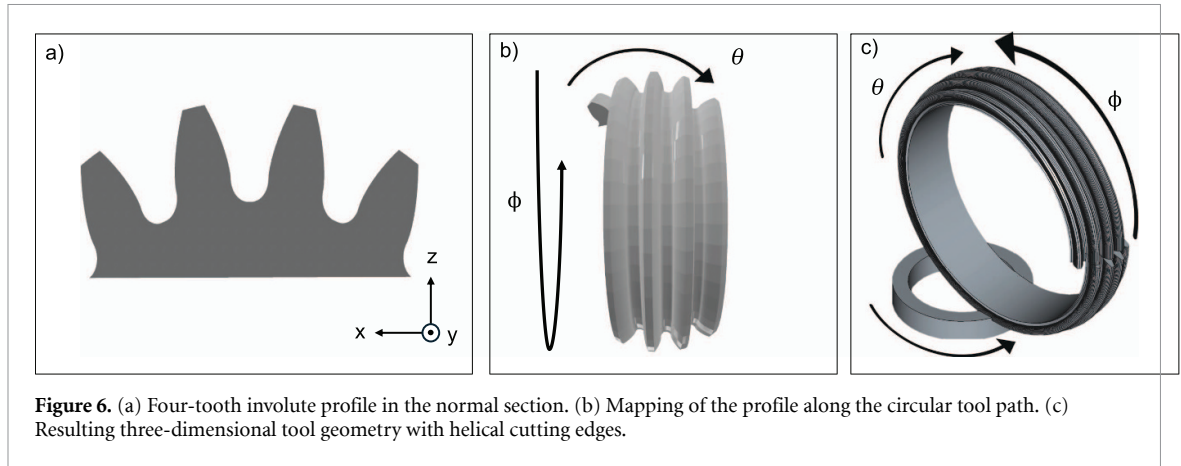 a)
z
x
y
b)
θ
ϕ
c)
θ
ϕ
Figure 6. (a) Four-tooth involute profile in the normal section. (b) Mapping of the profile along the circular tool path. (c)
Resulting three-dimensional tool geometry with helical cutting edges.